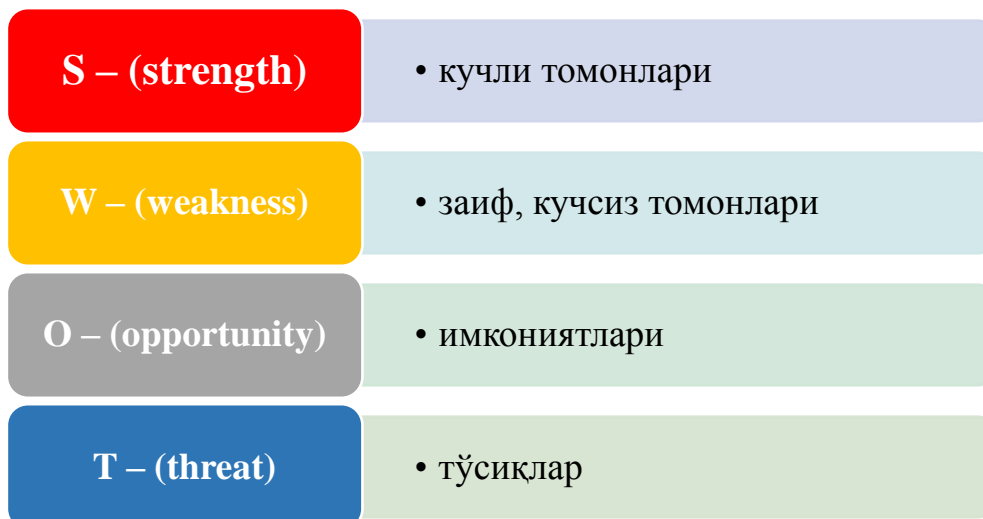 S – (strength)
• кучли томонлари
W – (weakness)
• заиф, кучсиз томонлари
O – (opportunity)
• имкониятлари
T – (threat)
• тўсиқлар